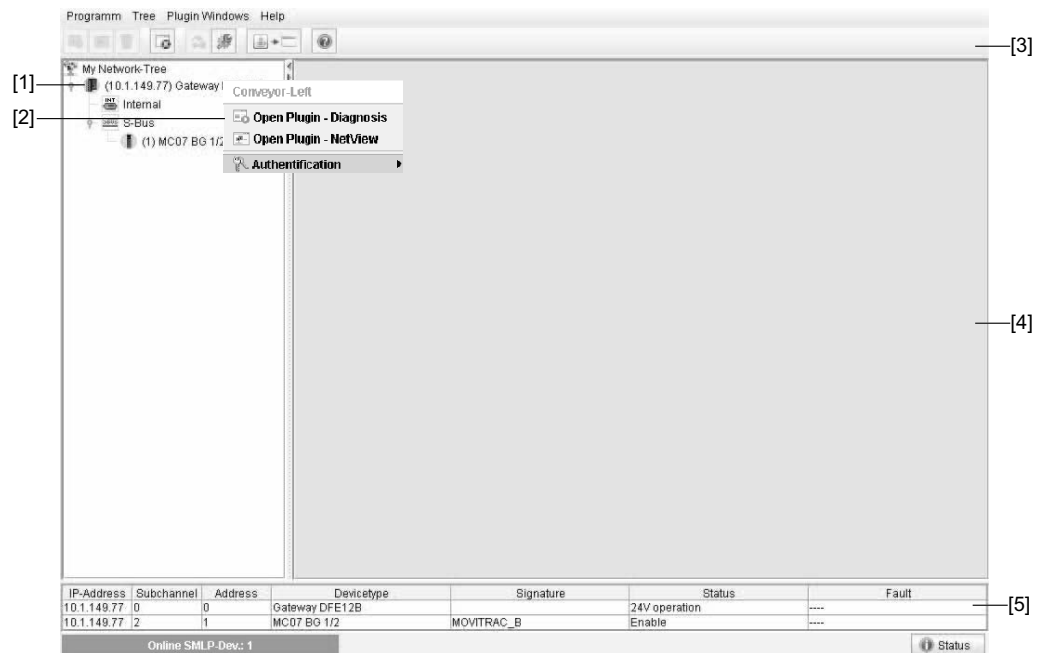 Programm Tree Plugin Windows Help
[3]
My Network-Tree
[1]
(10.1.149.77) Gateway
Conveyor-Left
INT
Internal
[2]
Open Plugin - Diagnosis
S-Bus
Open Plugin - NetView
(1) MC07 BG 1/2
Authentification
[4]
IP-Address Subchannel Address Devicetype Signature Status Fault
10.1.149.77 0 0 Gateway DFE12B 24V operation ----
[5]
10.1.149.77 2 1 MC07 BG 1/2 MOVITRAC_B Enable ----
Online SMLP-Dev.: 1
Status